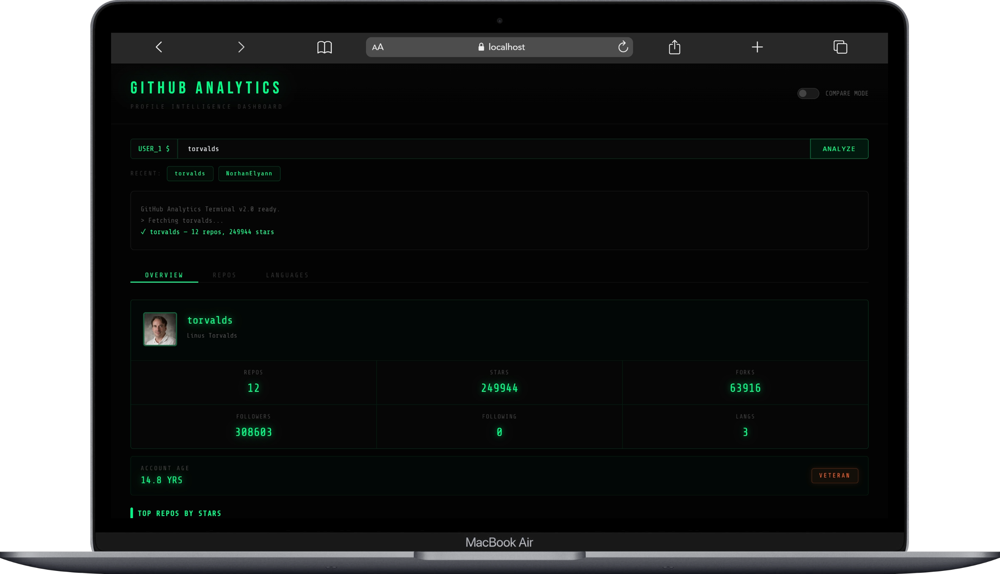 AA localhost
GITHUB ANALYTICS
PROFILE INTELLIGENCE DASHBOARD
COMPARE MODE
USER_1 $ torvalds ANALYZE
RECENT: torvalds NorhanElyann
GitHub Analytics Terminal v2.0 ready.
> Fetching torvalds...
✓ torvalds — 12 repos, 249944 stars
OVERVIEW REPOS LANGUAGES
torvalds
Linus Torvalds
REPOS STARS FORKS
12 249944 63916
FOLLOWERS FOLLOWING LANGS
308603 0 3
ACCOUNT AGE
14.8 YRS
VETERAN
TOP REPOS BY STARS
MacBook Air